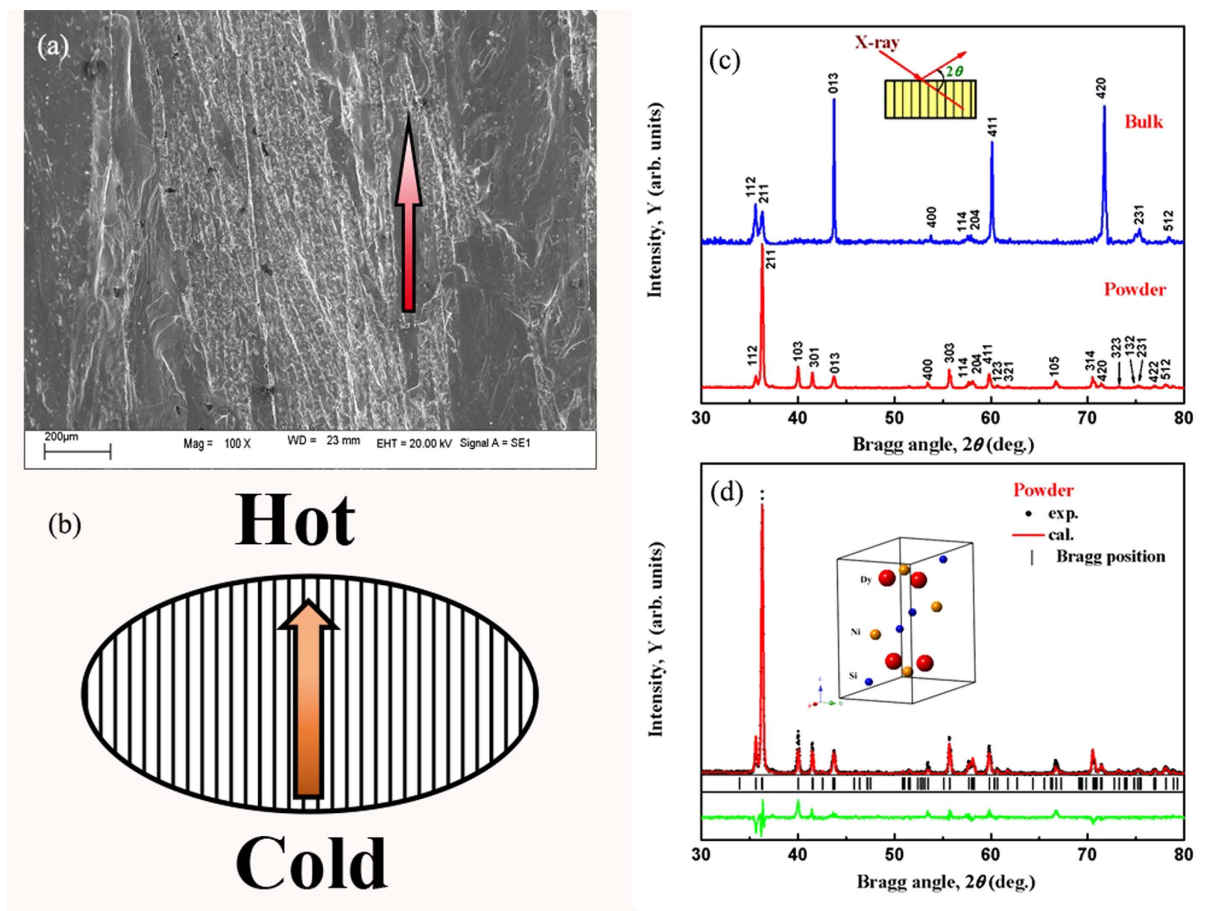 (a)
200µm
Mag = 100 X
WD = 23 mm
EHT = 20.00 kV
Signal A = SE1
(b)
Hot
Cold
(c)
X-ray
2θ
Bulk
112
211
013
400
114
204
411
420
231
512
Powder
112
211
103
301
013
400
303
114
204
411
123
321
105
314
420
323
132
231
422
512
Intensity, Y (arb. units)
30 40 50 60 70 80
Bragg angle, 2θ (deg.)
(d)
Powder
exp.
cal.
Bragg position
Dy
Ni
Si
c
a
b
Intensity, Y (arb. units)
30 40 50 60 70 80
Bragg angle, 2θ (deg.)